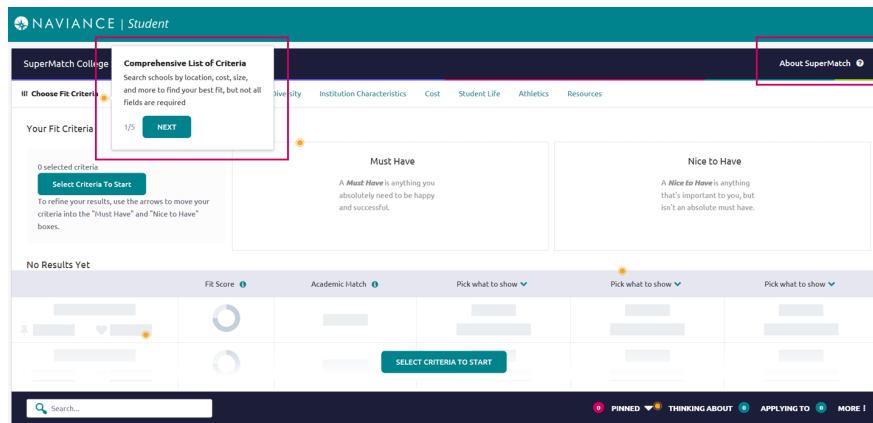 NAVIANCE | Student
SuperMatch College
About SuperMatch ?
Comprehensive List of Criteria
Search schools by location, cost, size,
and more to find your best fit, but not all
fields are required
1/5 NEXT
Choose Fit Criteria
Diversity Institution Characteristics Cost Student Life Athletics Resources
Your Fit Criteria
0 selected criteria
Select Criteria To Start
To refine your results, use the arrows to move your
criteria into the "Must Have" and "Nice to Have"
boxes.
Must Have
A Must Have is anything you
absolutely need to be happy
and successful.
Nice to Have
A Nice to Have is anything
that's important to you, but
isn't an absolute must have.
No Results Yet
Fit Score Academic Match Pick what to show Pick what to show Pick what to show
SELECT CRITERIA TO START
Search... 0 PINNED THINKING ABOUT 0 APPLYING TO 0 MORE